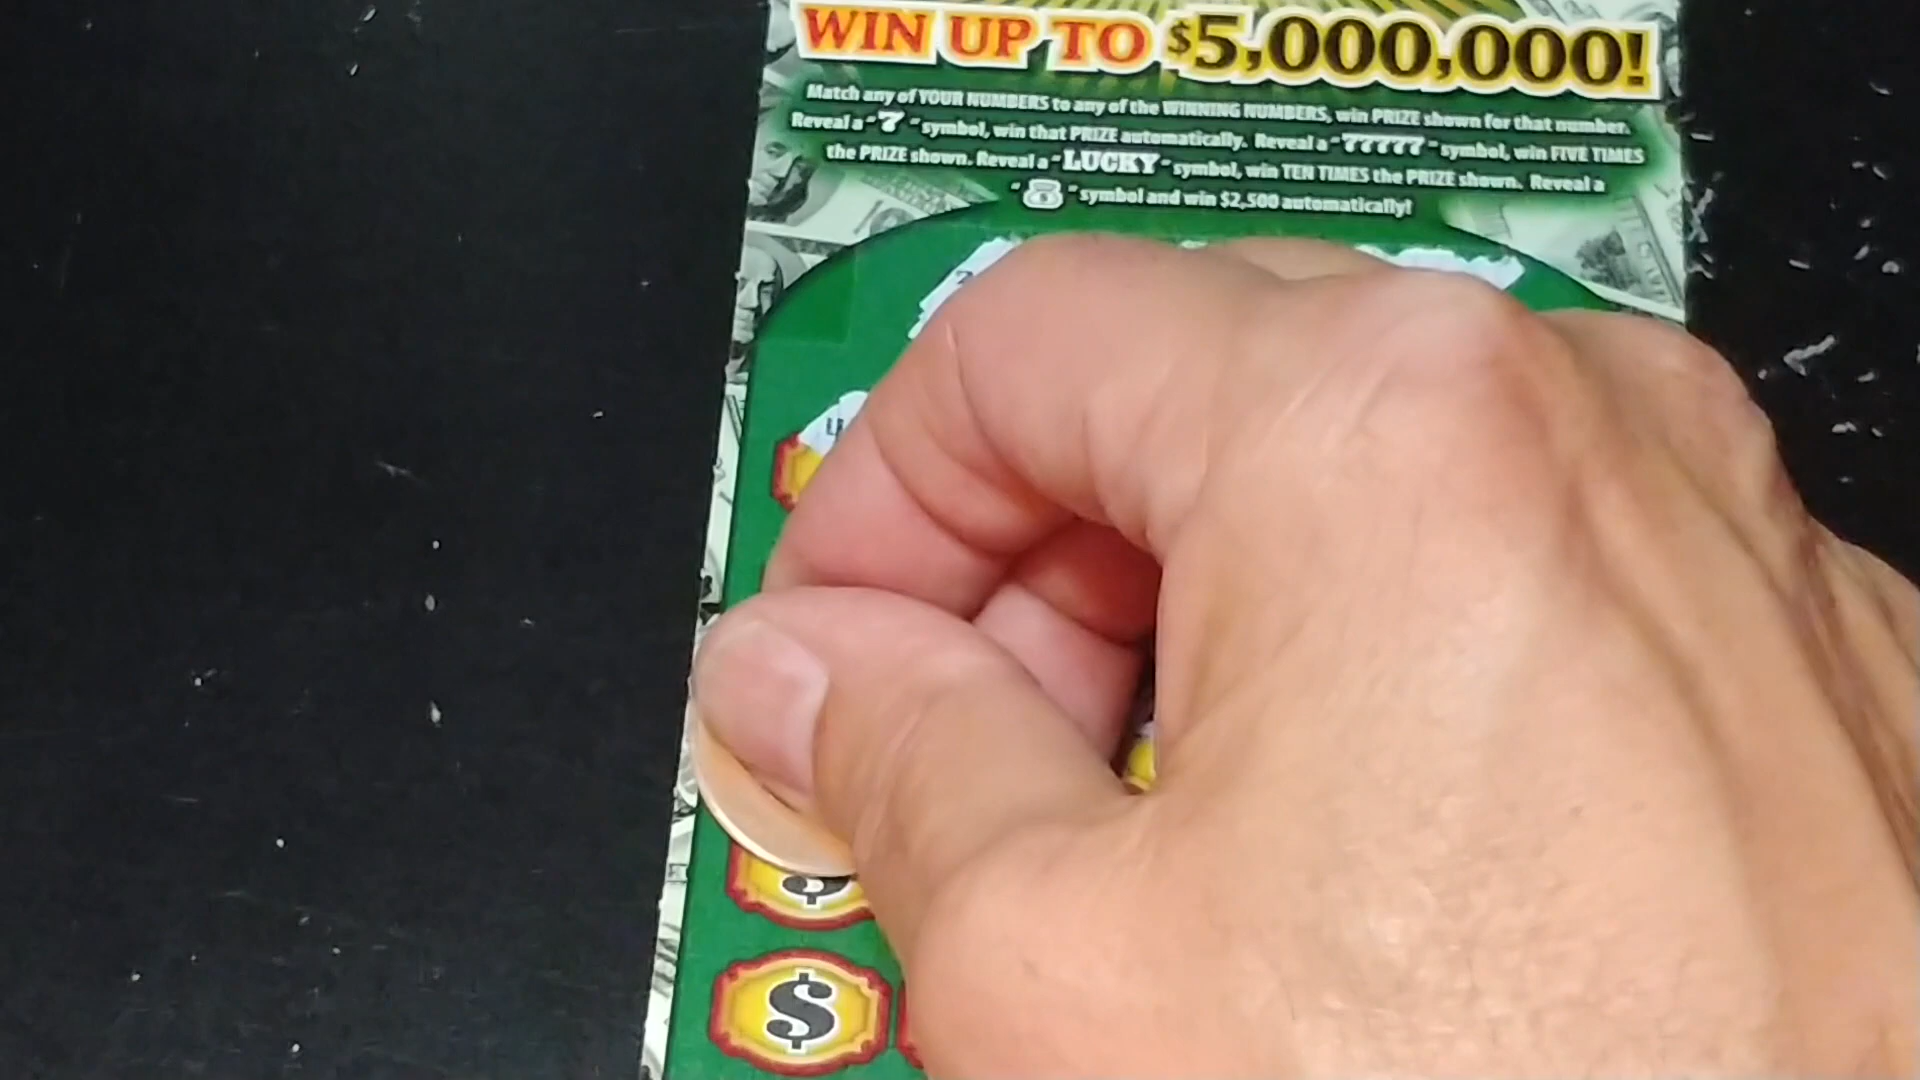 WIN UP TO $5,000,000!
Match any of YOUR NUMBERS to any of the WINNING NUMBERS, win PRIZE shown for that number.
Reveal a "7" symbol, win that PRIZE automatically. Reveal a "77777" symbol, win FIVE TIMES
the PRIZE shown. Reveal a "LUCKY" symbol, win TEN TIMES the PRIZE shown. Reveal a
" " symbol and win $2,500 automatically!
$
$